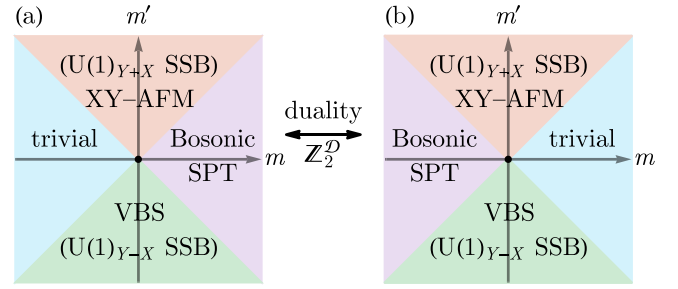 (a)
m′
(U(1)_{Y+X} SSB)
XY–AFM
trivial
Bosonic
SPT
m
VBS
(U(1)_{Y−X} SSB)
duality
ℤ₂^𝒟
(b)
m′
(U(1)_{Y+X} SSB)
XY–AFM
Bosonic
SPT
trivial
m
VBS
(U(1)_{Y−X} SSB)